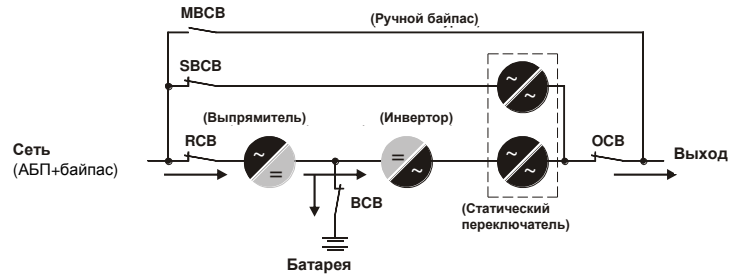 MBCB
(Ручной байпас)
SBCB
(Выпрямитель)
(Инвертор)
RCB
OCB
Сеть
(АБП+байпас)
~
=
=
~
~
~
~
~
Выход
BCB
(Статический
переключатель)
Батарея